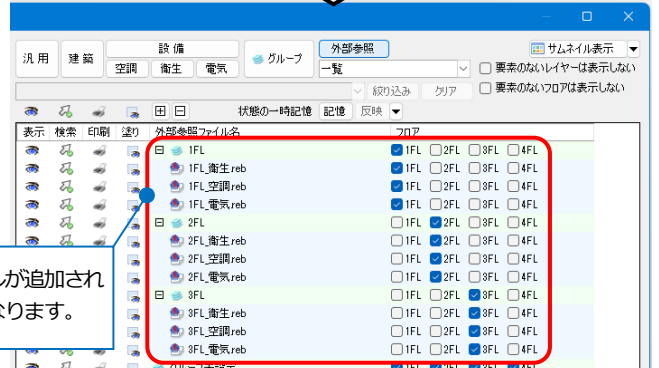 汎用 建築 設備 グループ 外部参照 サムネイル表示
空調 衛生 電気 一覧 要素のないレイヤーは表示しない
絞り込み クリア 要素のないフロアは表示しない
状態の一時記憶 記憶 反映
表示 検索 印刷 塗り 外部参照ファイル名 フロア
1FL 1FL 2FL 3FL 4FL
1FL_衛生.reb 1FL 2FL 3FL 4FL
1FL_空調.reb 1FL 2FL 3FL 4FL
1FL_電気.reb 1FL 2FL 3FL 4FL
2FL 1FL 2FL 3FL 4FL
2FL_衛生.reb 1FL 2FL 3FL 4FL
2FL_空調.reb 1FL 2FL 3FL 4FL
2FL_電気.reb 1FL 2FL 3FL 4FL
3FL 1FL 2FL 3FL 4FL
3FL_衛生.reb 1FL 2FL 3FL 4FL
3FL_空調.reb 1FL 2FL 3FL 4FL
3FL_電気.reb 1FL 2FL 3FL 4FL
ルが追加され
なります。